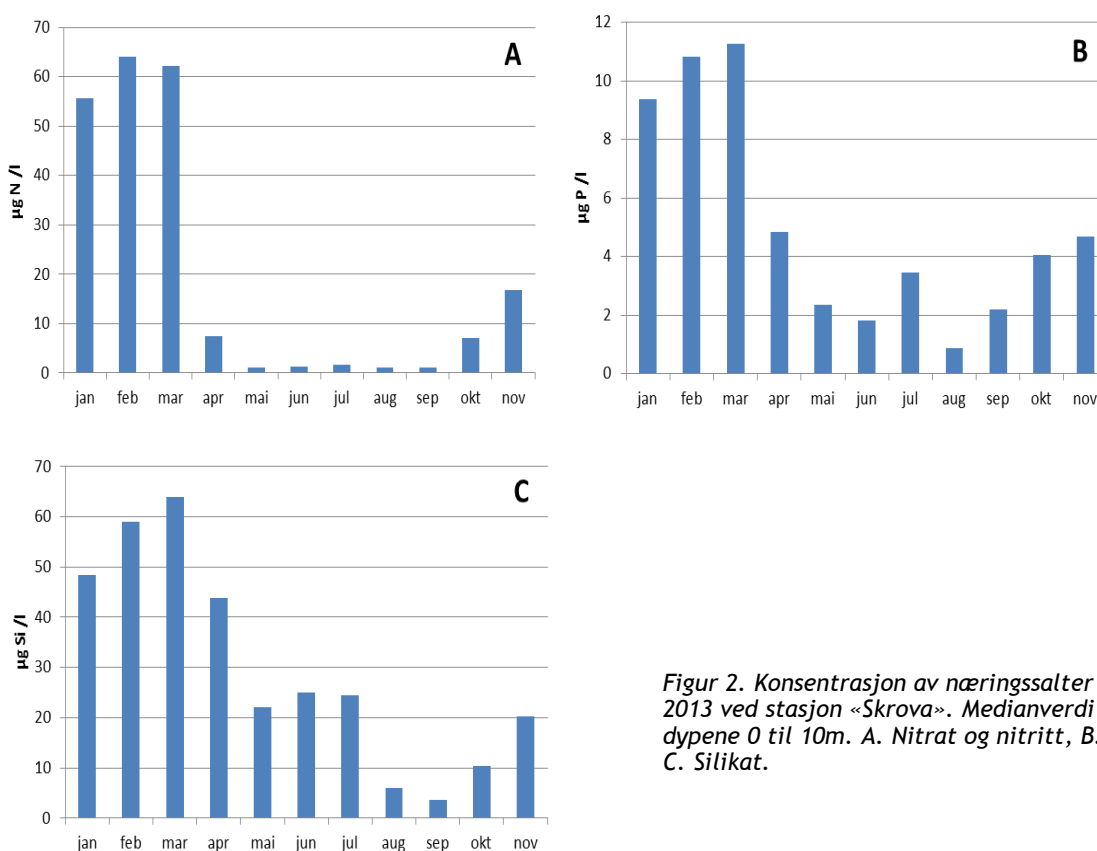 A
70
60
50
40
30
20
10
0
µg N /l
jan feb mar apr mai jun jul aug sep okt nov
B
12
10
8
6
4
2
0
µg P /l
jan feb mar apr mai jun jul aug sep okt nov
C
70
60
50
40
30
20
10
0
µg Si /l
jan feb mar apr mai jun jul aug sep okt nov
Figur 2. Konsentrasjon av næringssalter
2013 ved stasjon «Skrova». Medianverdi
dypene 0 til 10m. A. Nitrat og nitritt, B.
C. Silikat.